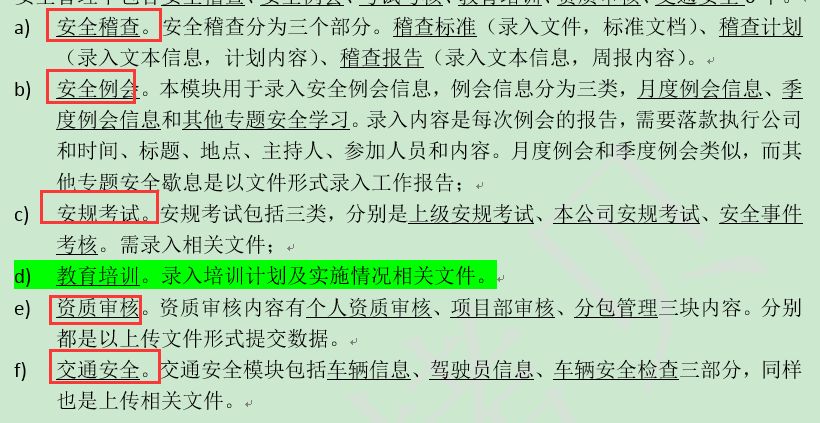 a) 安全稽查。安全稽查分为三个部分。稽查标准（录入文件，标准文档）、稽查计划
（录入文本信息，计划内容）、稽查报告（录入文本信息，周报内容）。
b) 安全例会。本模块用于录入安全例会信息，例会信息分为三类，月度例会信息、季
度例会信息和其他专题安全学习。录入内容是每次例会的报告，需要落款执行公司
和时间、标题、地点、主持人、参加人员和内容。月度例会和季度例会类似，而其
他专题安全歇息是以文件形式录入工作报告；
c) 安规考试。安规考试包括三类，分别是上级安规考试、本公司安规考试、安全事件
考核。需录入相关文件；
d) 教育培训。录入培训计划及实施情况相关文件。
e) 资质审核。资质审核内容有个人资质审核、项目部审核、分包管理三块内容。分别
都是以上传文件形式提交数据。
f) 交通安全。交通安全模块包括车辆信息、驾驶员信息、车辆安全检查三部分，同样
也是上传相关文件。